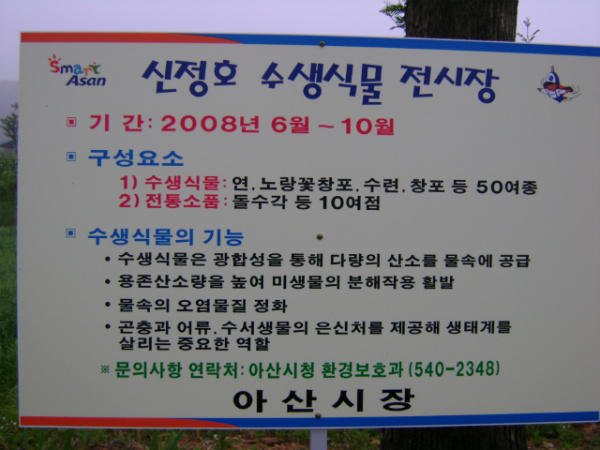 Smart Asan
신정호 수생식물 전시장
기 간 : 2008년 6월 ~ 10월
구성요소
1) 수생식물 : 연, 노랑꽃창포, 수련, 창포 등 50여종
2) 전통소품 : 돌수각 등 10여점
수생식물의 기능
• 수생식물은 광합성을 통해 다량의 산소를 물속에 공급
• 용존산소량을 높여 미생물의 분해작용 활발
• 물속의 오염물질 정화
• 곤충과 어류, 수서생물의 은신처를 제공해 생태계를
살리는 중요한 역할
※ 문의사항 연락처 : 아산시청 환경보호과 (540-2348)
아 산 시 장